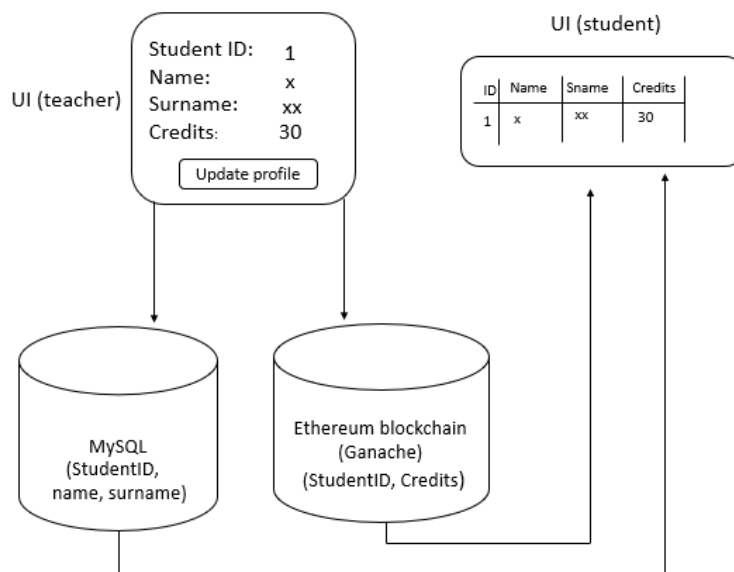 UI (student)
UI (teacher)
Student ID: 1
Name: x
Surname: xx
Credits: 30
Update profile
ID Name Sname Credits
1 x xx 30
MySQL
(StudentID,
name, surname)
Ethereum blockchain
(Ganache)
(StudentID, Credits)